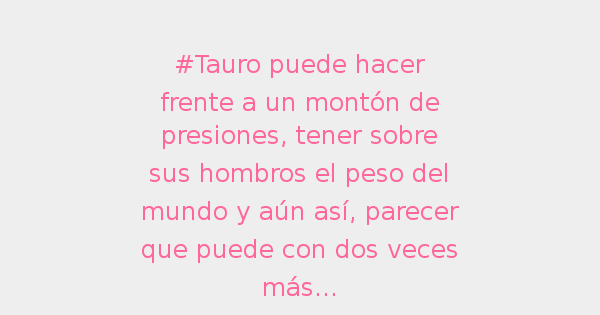 #Tauro puede hacer
frente a un montón de
presiones, tener sobre
sus hombros el peso del
mundo y aún así, parecer
que puede con dos veces
más...